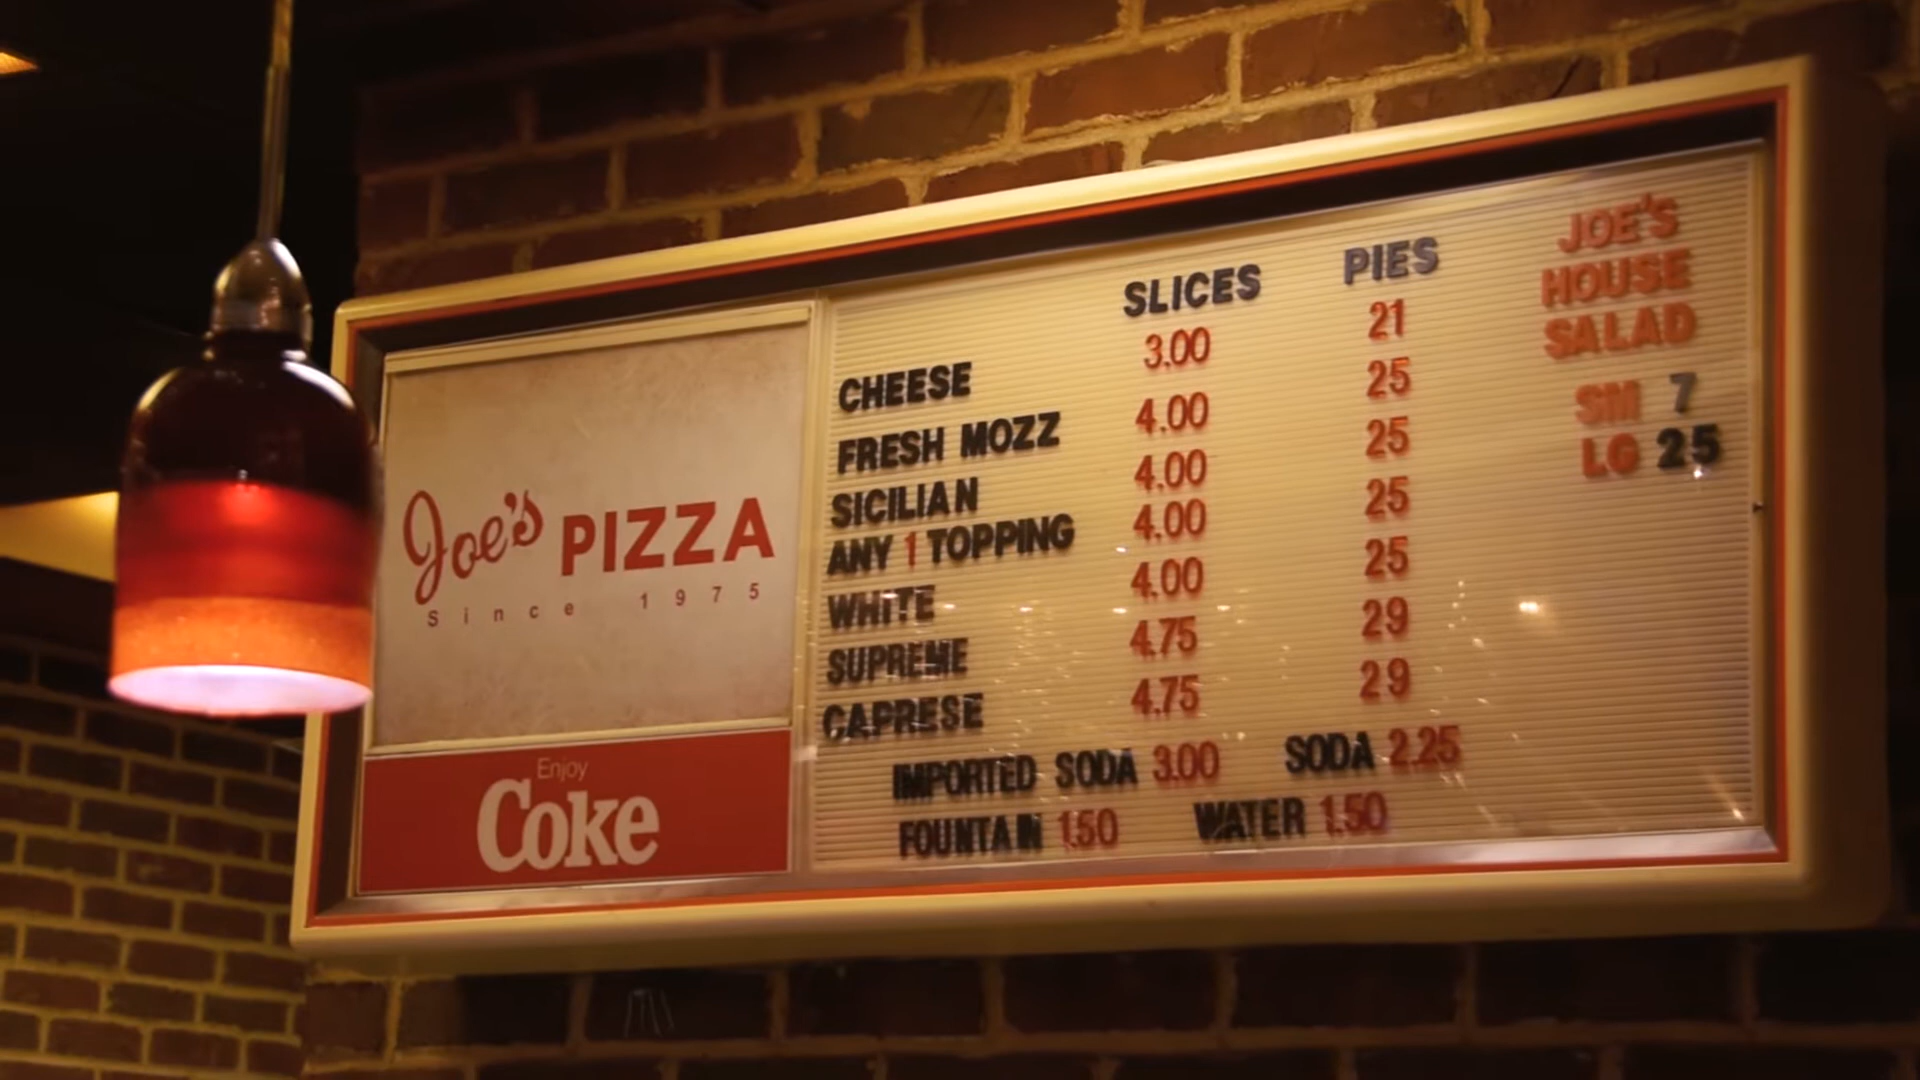 Joe's PIZZA
Since 1975
Enjoy
Coke
SLICES PIES
CHEESE 3.00 21
FRESH MOZZ 4.00 25
SICILIAN 4.00 25
ANY 1 TOPPING 4.00 25
WHITE 4.00 25
SUPREME 4.75 29
CAPRESE 4.75 29
IMPORTED SODA 3.00 SODA 2.25
FOUNTAIN 1.50 WATER 1.50
JOE'S
HOUSE
SALAD
SM 7
LG 25